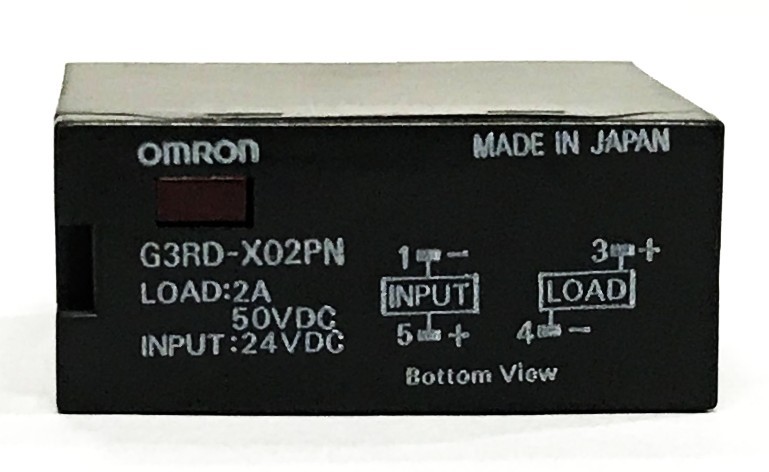 OMRON
MADE IN JAPAN
G3RD-X02PN
LOAD:2A
50VDC
INPUT:24VDC
1 -
INPUT
5 +
3 +
LOAD
4 -
Bottom View